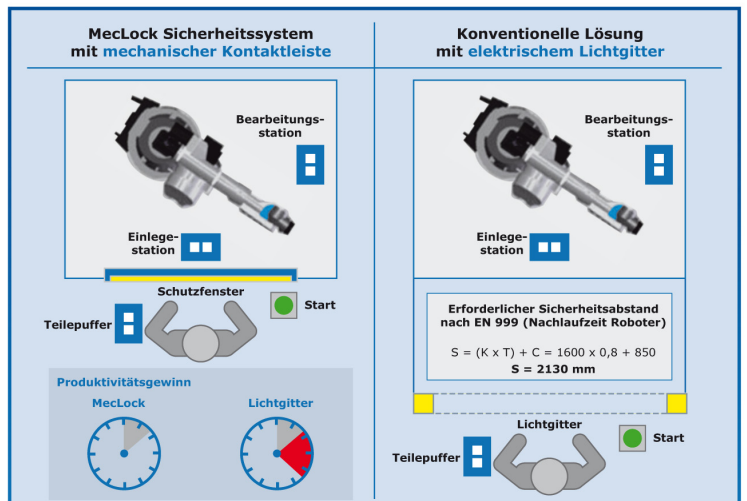 MecLock Sicherheitssystem
mit mechanischer Kontaktleiste
Bearbeitungs-
station
Einlege-
station
Schutzfenster
Start
Teilepuffer
Produktivitätsgewinn
MecLock
Lichtgitter
Konventionelle Lösung
mit elektrischem Lichtgitter
Bearbeitungs-
station
Einlege-
station
Erforderlicher Sicherheitsabstand
nach EN 999 (Nachlaufzeit Roboter)
S = (K x T) + C = 1600 x 0,8 + 850
S = 2130 mm
Lichtgitter
Start
Teilepuffer